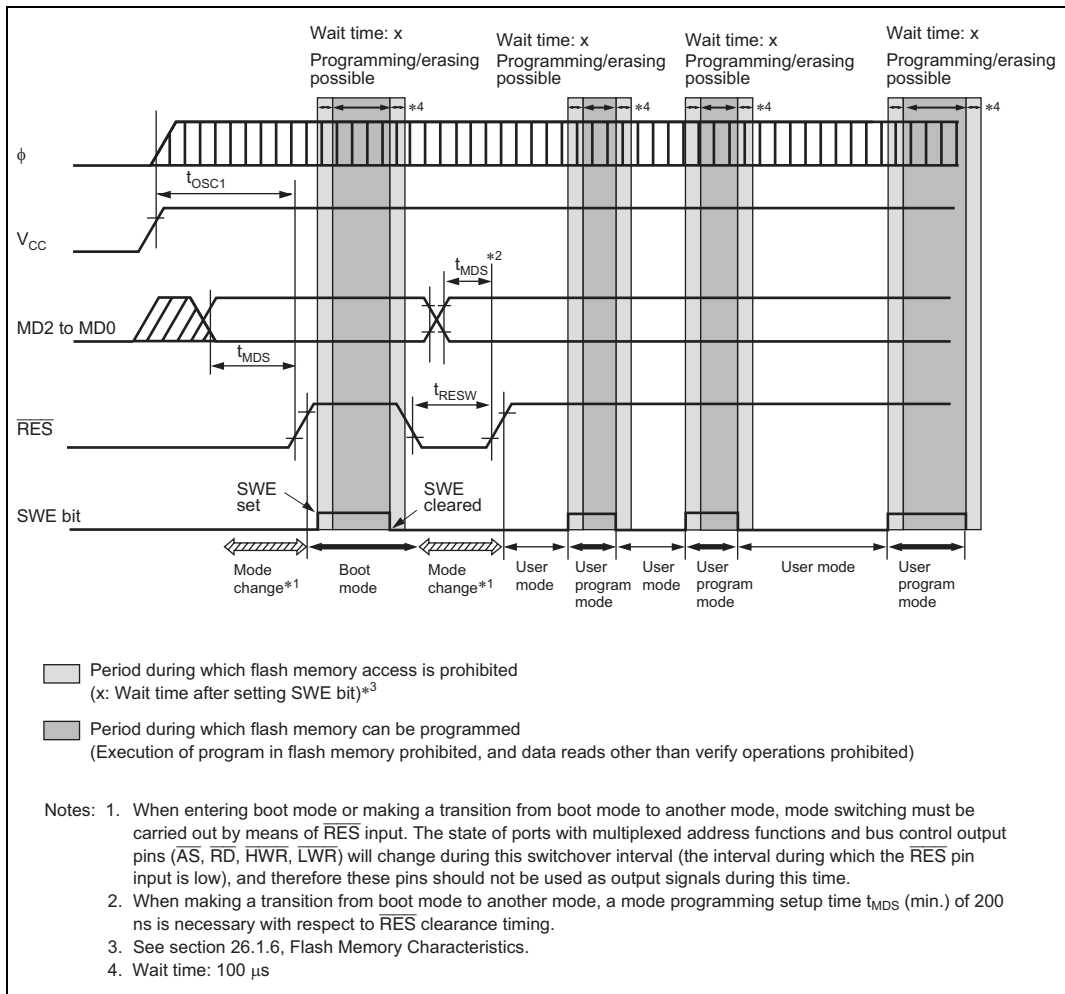 Wait time: x
Programming/erasing
possible
Wait time: x
Programming/erasing
possible
Wait time: x
Programming/erasing
possible
Wait time: x
Programming/erasing
possible
*4
*4
*4
*4
ϕ
tOSC1
VCC
tMDS*2
MD2 to MD0
tMDS
tRESW
RES
SWE
set
SWE
cleared
SWE bit
Mode
change*1
Boot
mode
Mode
change*1
User
mode
User
program
mode
User
mode
User
program
mode
User mode
User
program
mode
Period during which flash memory access is prohibited
(x: Wait time after setting SWE bit)*3
Period during which flash memory can be programmed
(Execution of program in flash memory prohibited, and data reads other than verify operations prohibited)
Notes: 1. When entering boot mode or making a transition from boot mode to another mode, mode switching must be
carried out by means of RES input. The state of ports with multiplexed address functions and bus control output
pins (AS, RD, HWR, LWR) will change during this switchover interval (the interval during which the RES pin
input is low), and therefore these pins should not be used as output signals during this time.
2. When making a transition from boot mode to another mode, a mode programming setup time tMDS (min.) of 200
ns is necessary with respect to RES clearance timing.
3. See section 26.1.6, Flash Memory Characteristics.
4. Wait time: 100 μs